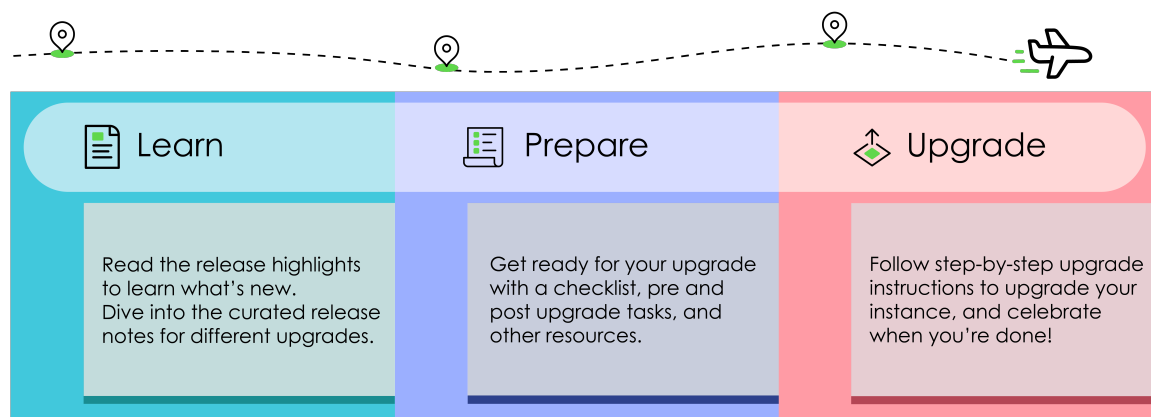 Learn
Prepare
Upgrade
Read the release highlights
to learn what's new.
Dive into the curated release
notes for different upgrades.
Get ready for your upgrade
with a checklist, pre and
post upgrade tasks, and
other resources.
Follow step-by-step upgrade
instructions to upgrade your
instance, and celebrate
when you're done!